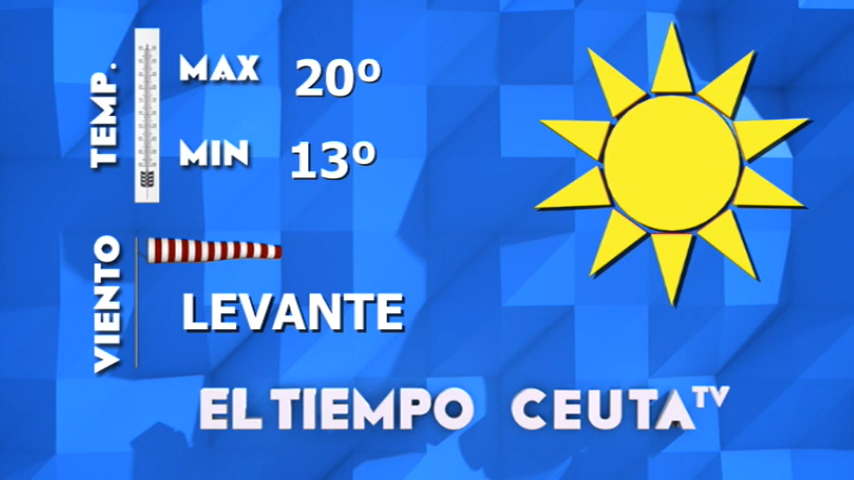 TEMP.
MAX 20º
MIN 13º
VIENTO
LEVANTE
EL TIEMPO CEUTA TV